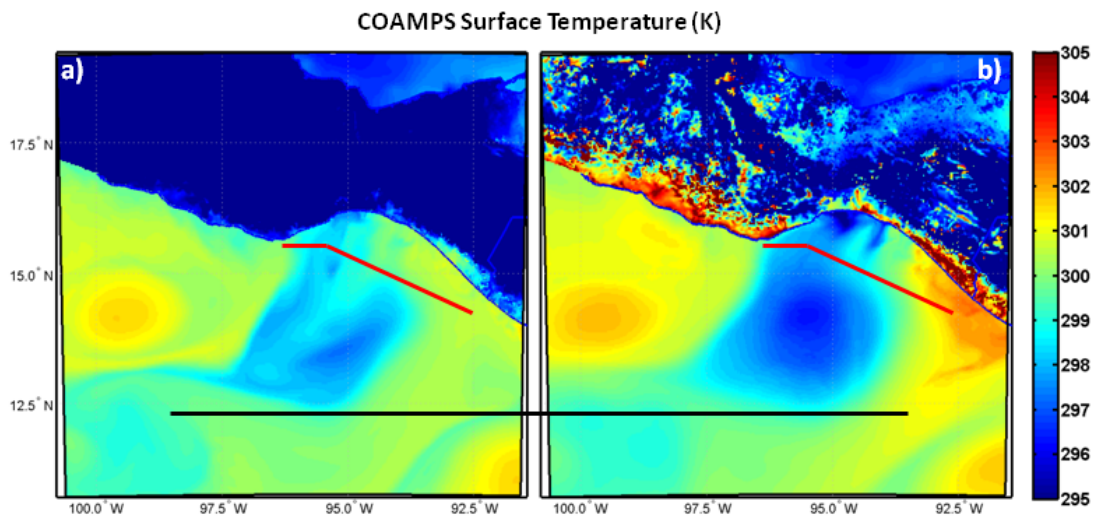 COAMPS Surface Temperature (K)
a)
b)
17.5° N
15.0° N
12.5° N
100.0° W
97.5° W
95.0° W
92.5° W
100.0° W
97.5° W
95.0° W
92.5° W
305
304
303
302
301
300
299
298
297
296
295